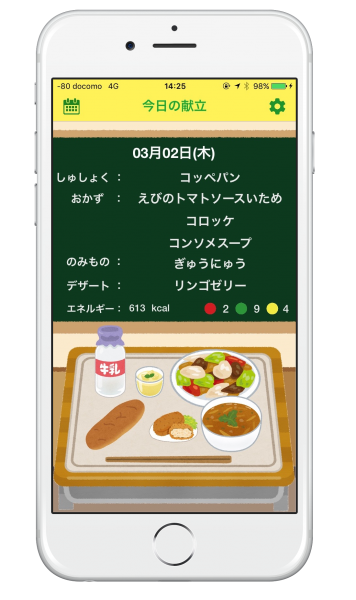 -80 docomo 4G 14:25 98%
今日の献立
03月02日(木)
しゅしょく : コッペパン
おかず : えびのトマトソースいため
コロッケ
コンソメスープ
のみもの : ぎゅうにゅう
デザート : リンゴゼリー
エネルギー: 613 kcal 2 9 4
牛乳